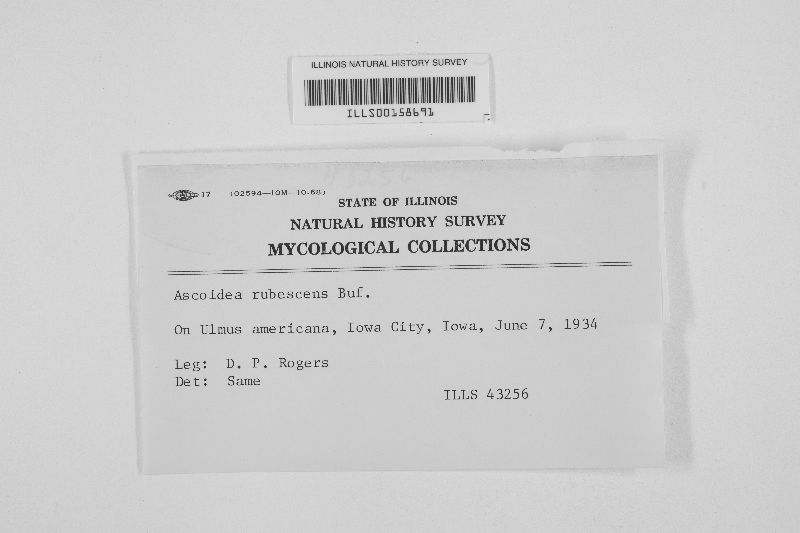 ILLINOIS NATURAL HISTORY SURVEY
ILLS00158691
17 (02594—10M—10-68)
STATE OF ILLINOIS
NATURAL HISTORY SURVEY
MYCOLOGICAL COLLECTIONS
Ascoidea rubescens Buf.
On Ulmus americana, Iowa City, Iowa, June 7, 1934
Leg: D. P. Rogers
Det: Same
ILLS 43256